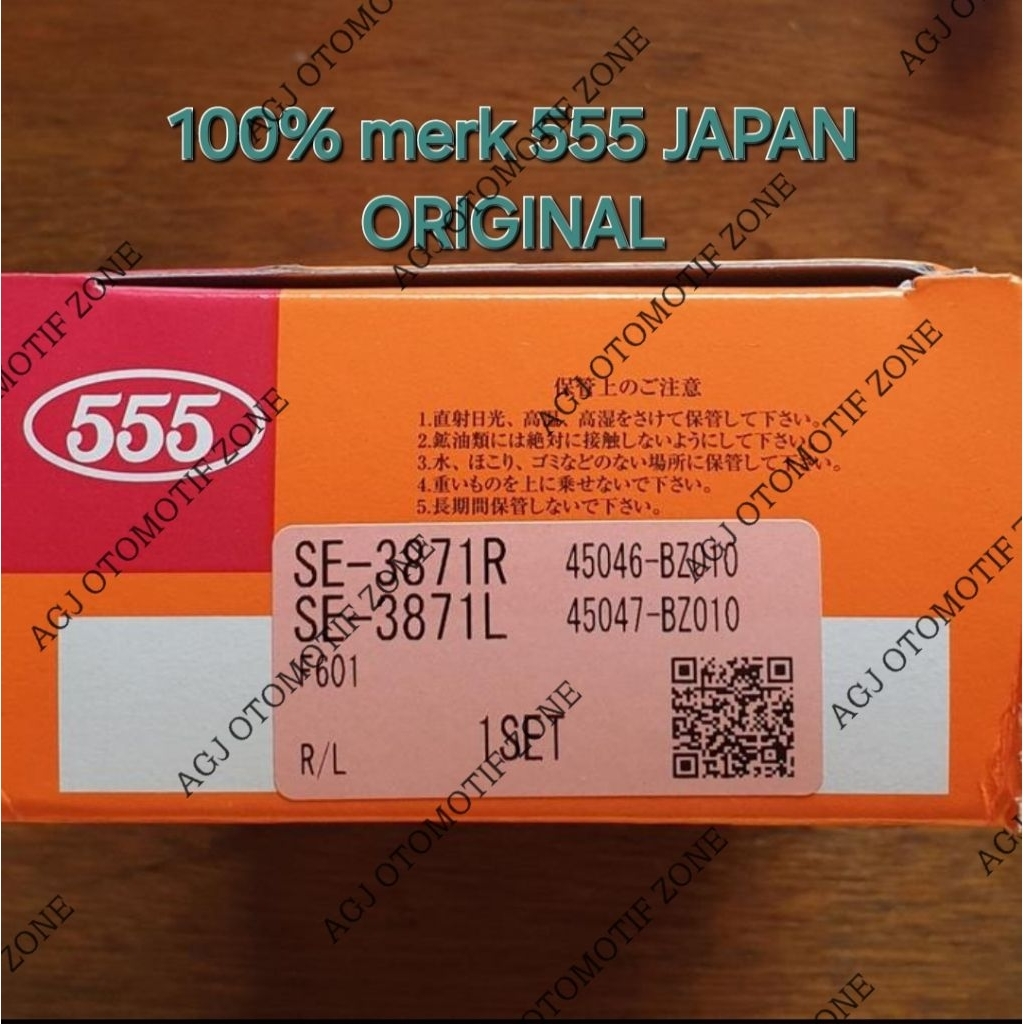 100% merk 555 JAPAN
ORIGINAL
555
保管上のご注意
1.直射日光、高温、高湿をさけて保管して下さい。
2.鉱油類には絶対に接触しないようにして下さい。
3.水、ほこり、ゴミなどのない場所に保管して下さい。
4.重いものを上に乗せないで下さい。
5.長期間保管しないで下さい。
SE-3871R 45046-BZ010
SE-3871L 45047-BZ010
F601
1SET
R/L
AGJ OTOMOTIF ZONE